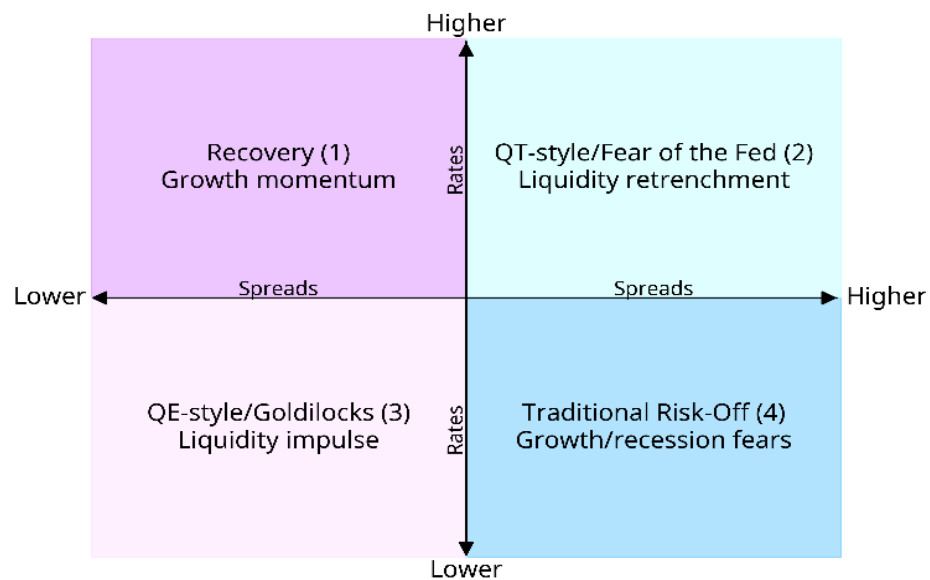 Higher
Recovery (1)
Growth momentum
Rates
QT-style/Fear of the Fed (2)
Liquidity retrenchment
Lower
Spreads
Spreads
Higher
QE-style/Goldilocks (3)
Liquidity impulse
Rates
Traditional Risk-Off (4)
Growth/recession fears
Lower